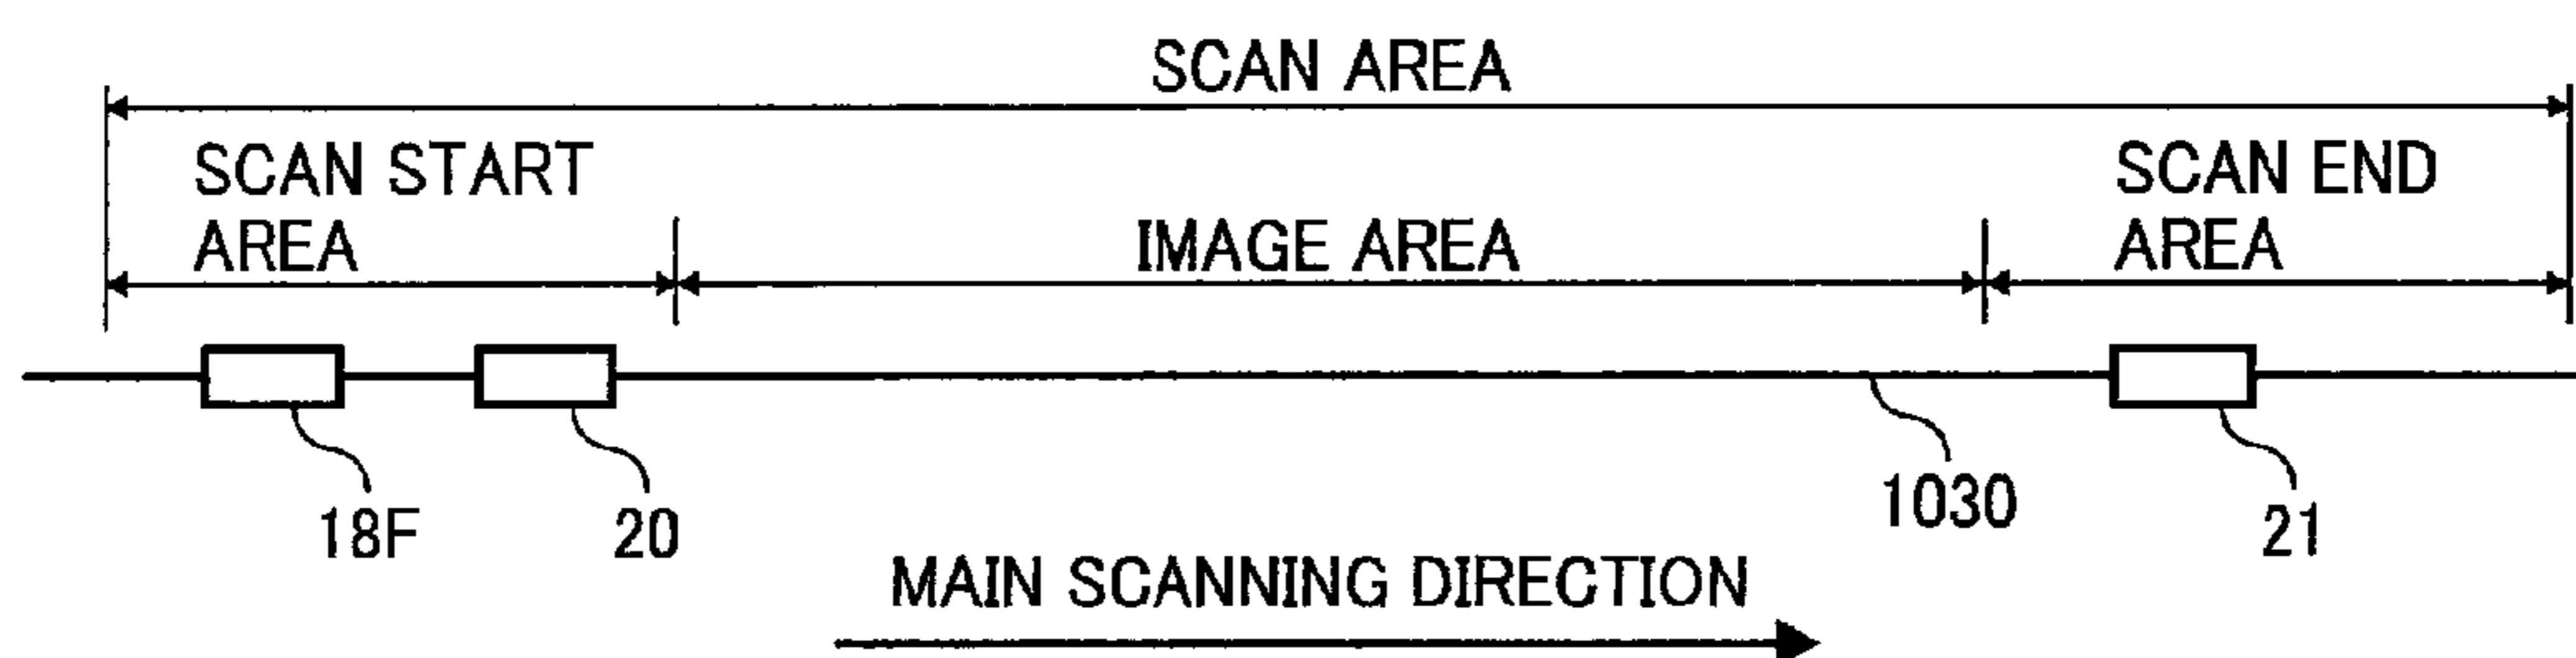 SCAN AREA
SCAN START
AREA
IMAGE AREA
SCAN END
AREA
18F
20
1030
21
MAIN SCANNING DIRECTION